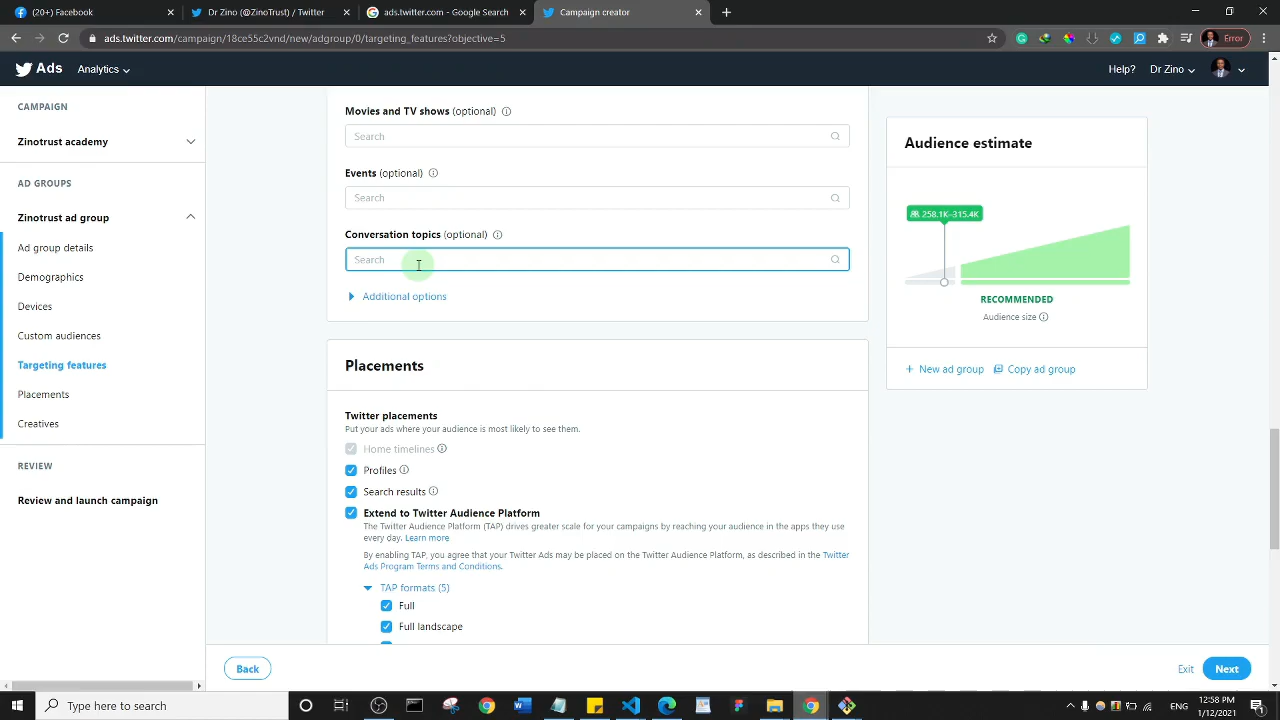 (10+) Facebook
Dr Zino (@ZinoTrust) / Twitter
ads.twitter.com - Google Search
Campaign creator
ads.twitter.com/campaign/18ce55c2vnd/new/adgroup/0/targeting_features?objective=5
Error
Ads
Analytics
Help?
Dr Zino
CAMPAIGN
Zinotrust academy
AD GROUPS
Zinotrust ad group
Ad group details
Demographics
Devices
Custom audiences
Targeting features
Placements
Creatives
REVIEW
Review and launch campaign
Movies and TV shows (optional)
Search
Events (optional)
Search
Conversation topics (optional)
Search
Additional options
Placements
Twitter placements
Put your ads where your audience is most likely to see them.
Home timelines
Profiles
Search results
Extend to Twitter Audience Platform
The Twitter Audience Platform (TAP) drives greater scale for your campaigns by reaching your audience in the apps they use
every day. Learn more
By enabling TAP, you agree that your Twitter Ads may be placed on the Twitter Audience Platform, as described in the Twitter
Ads Program Terms and Conditions.
TAP formats (5)
Full
Full landscape
Audience estimate
258.1K-315.4K
RECOMMENDED
Audience size
New ad group
Copy ad group
Back
Exit
Next
Type here to search
12:58 PM
1/12/2021